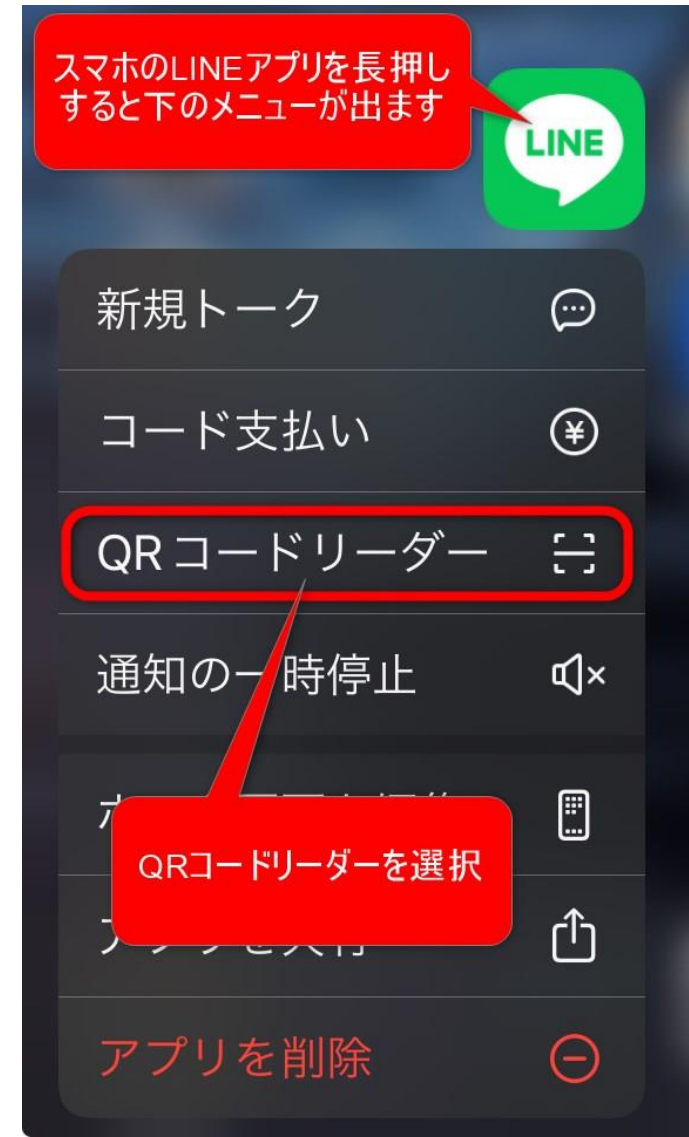 スマホのLINEアプリを長押し
すると下のメニューが出ます
LINE
新規トーク
コード支払い
QRコードリーダー
通知の一時停止
QRコードリーダーを選択
アプリを削除